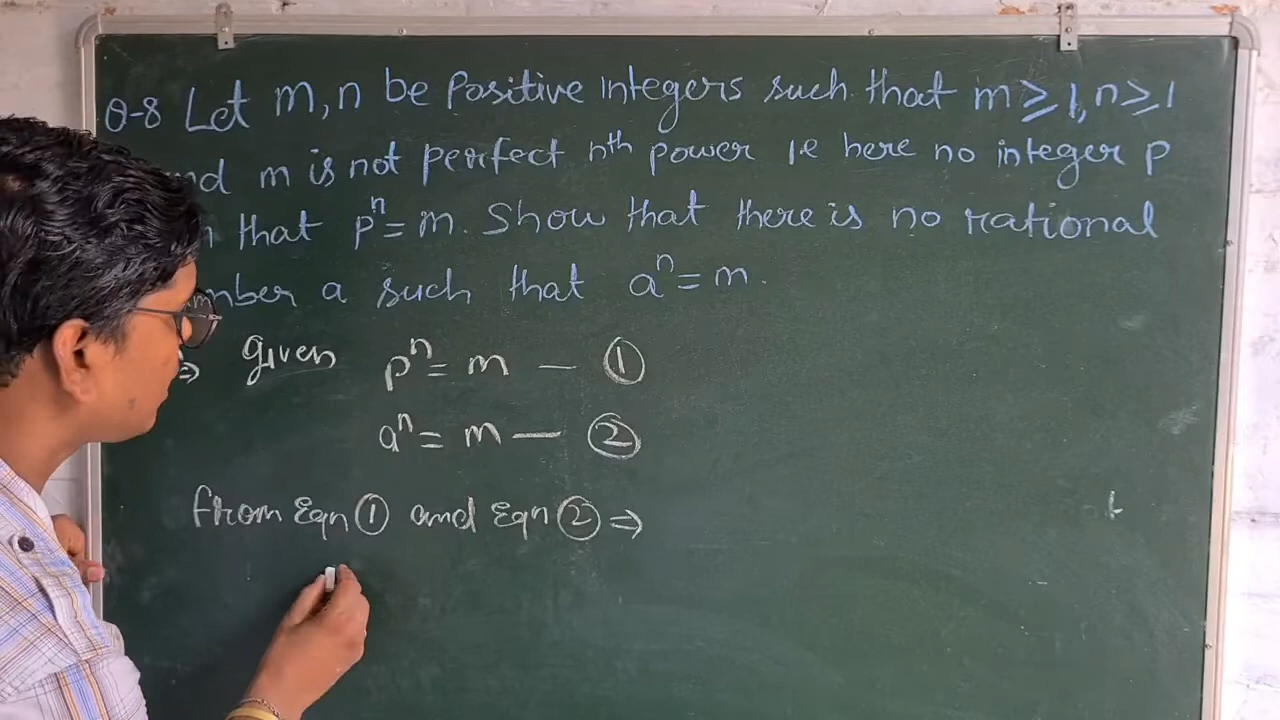 Q-8 Let m,n be Positive integers such that m ≥ 1, n ≥ 1
m is not perfect nth power i.e here no integer p
that pⁿ = m. Show that there is no rational
a such that aⁿ = m.
⇒ given pⁿ = m — ①
aⁿ = m — ②
from Eqn ① and Eqn ② ⇒